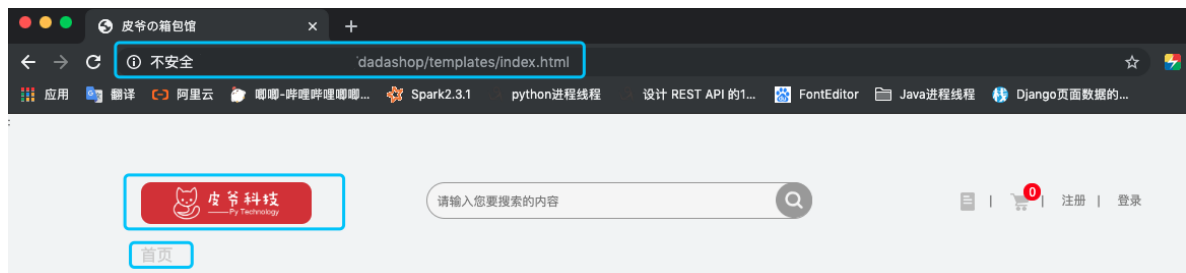 皮爷の箱包馆
不安全 dadashop/templates/index.html
应用 翻译 阿里云 唧唧-哔哩哔哩唧唧... Spark2.3.1 python进程线程 设计 REST API 的1... FontEditor Java进程线程 Django页面数据的...
皮爷科技
Py Technology
请输入您要搜索的内容
0
| 注册 | 登录
首页